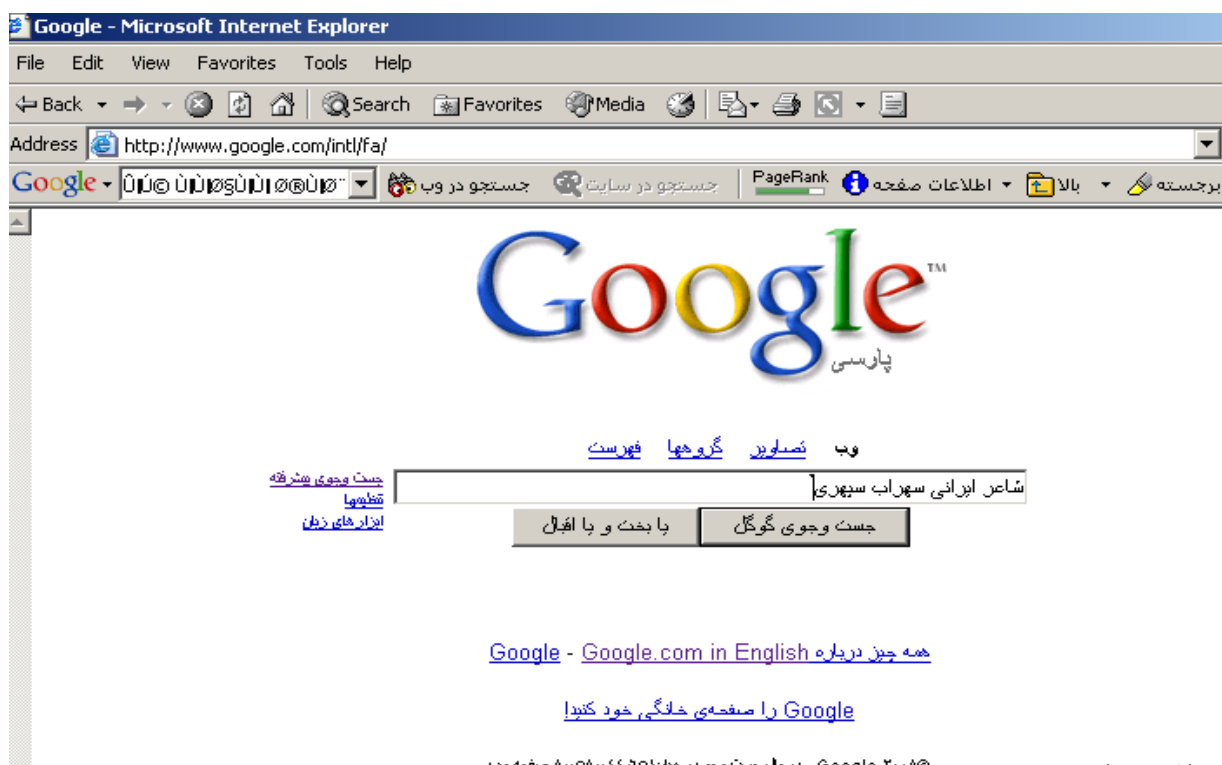 Google - Microsoft Internet Explorer
File Edit View Favorites Tools Help
Back Search Favorites Media
Address http://www.google.com/intl/fa/
Google جستجو در وب جستجو در سایت PageRank اطلاعات صفحه بالا برجسته
Google™
پارسی
وب تصاویر گروهها فهرست
شاعر ایرانی سهراب سپهری
جست وجوی پیشرفته
تنظیمها
ابزارهای زبان
جست وجوی گوگل یا بخت و یا اقبال
همه چیز درباره Google - Google.com in English
Google را صفحه‌ی خانگی خود کنید!